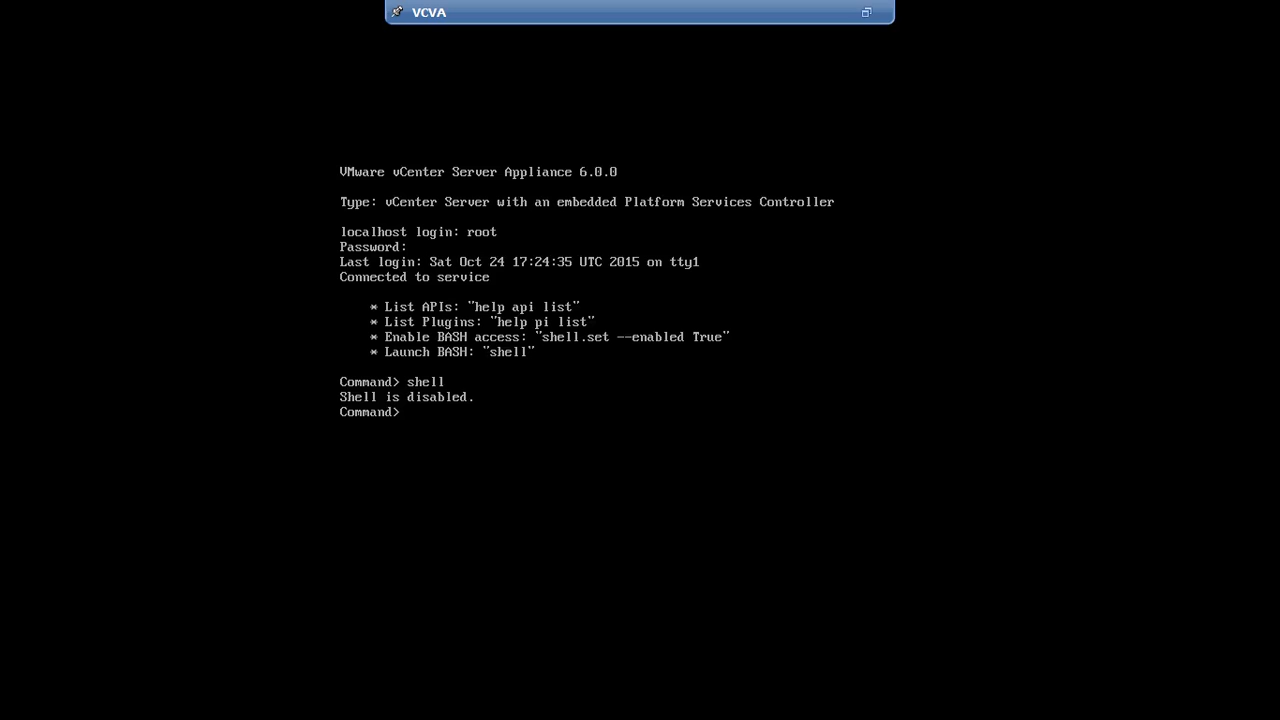 VCVA
VMware vCenter Server Appliance 6.0.0
Type: vCenter Server with an embedded Platform Services Controller
localhost login: root
Password:
Last login: Sat Oct 24 17:24:35 UTC 2015 on tty1
Connected to service
* List APIs: "help api list"
* List Plugins: "help pi list"
* Enable BASH access: "shell.set --enabled True"
* Launch BASH: "shell"
Command> shell
Shell is disabled.
Command>